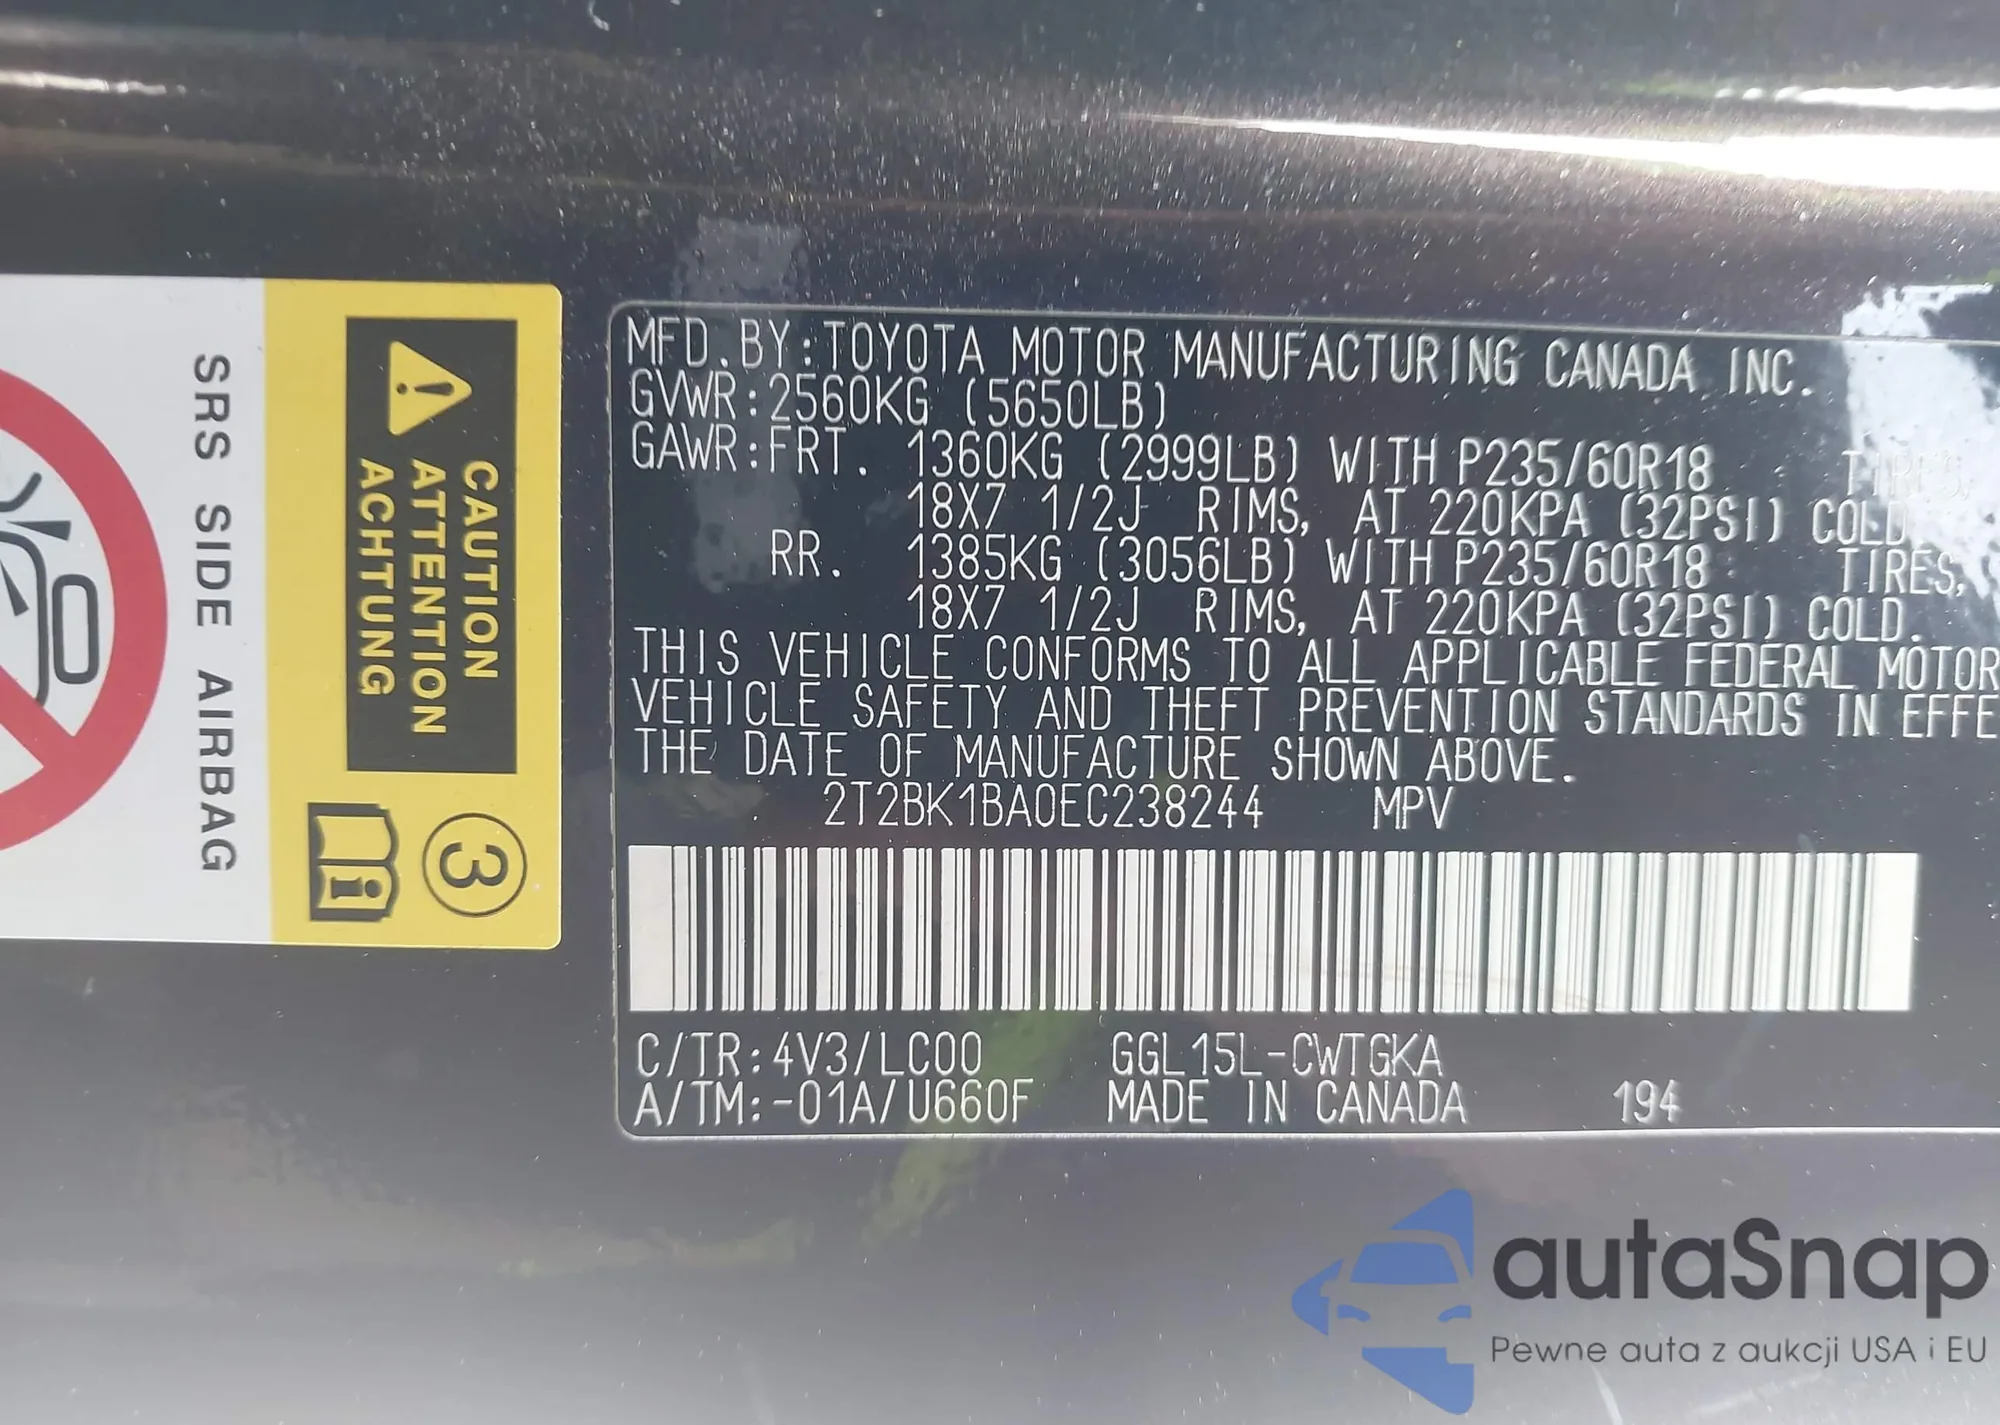 SRS SIDE AIRBAG
CAUTION
ATTENTION
ACHTUNG
3
i
MFD.BY:TOYOTA MOTOR MANUFACTURING CANADA INC.
GVWR:2560KG (5650LB)
GAWR:FRT. 1360KG (2999LB) WITH P235/60R18 TIRES,
18X7 1/2J RIMS, AT 220KPA (32PSI) COLD
RR. 1385KG (3056LB) WITH P235/60R18 TIRES,
18X7 1/2J RIMS, AT 220KPA (32PSI) COLD.
THIS VEHICLE CONFORMS TO ALL APPLICABLE FEDERAL MOTOR
VEHICLE SAFETY AND THEFT PREVENTION STANDARDS IN EFFE
THE DATE OF MANUFACTURE SHOWN ABOVE.
2T2BK1BA0EC238244 MPV
C/TR:4V3/LC00 GGL15L-CWTGKA
A/TM:-01A/U660F MADE IN CANADA 194
autaSnap
Pewne auta z aukcji USA i EU